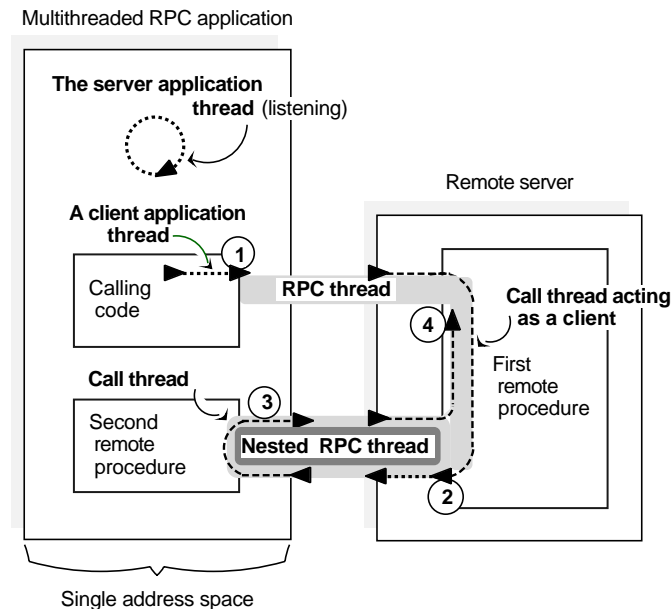 Multithreaded RPC application
The server application
thread (listening)
A client application
thread
1
Calling
code
RPC thread
Remote server
4
Call thread acting
as a client
First
remote
procedure
Call thread
3
Second
remote
procedure
Nested RPC thread
2
Single address space